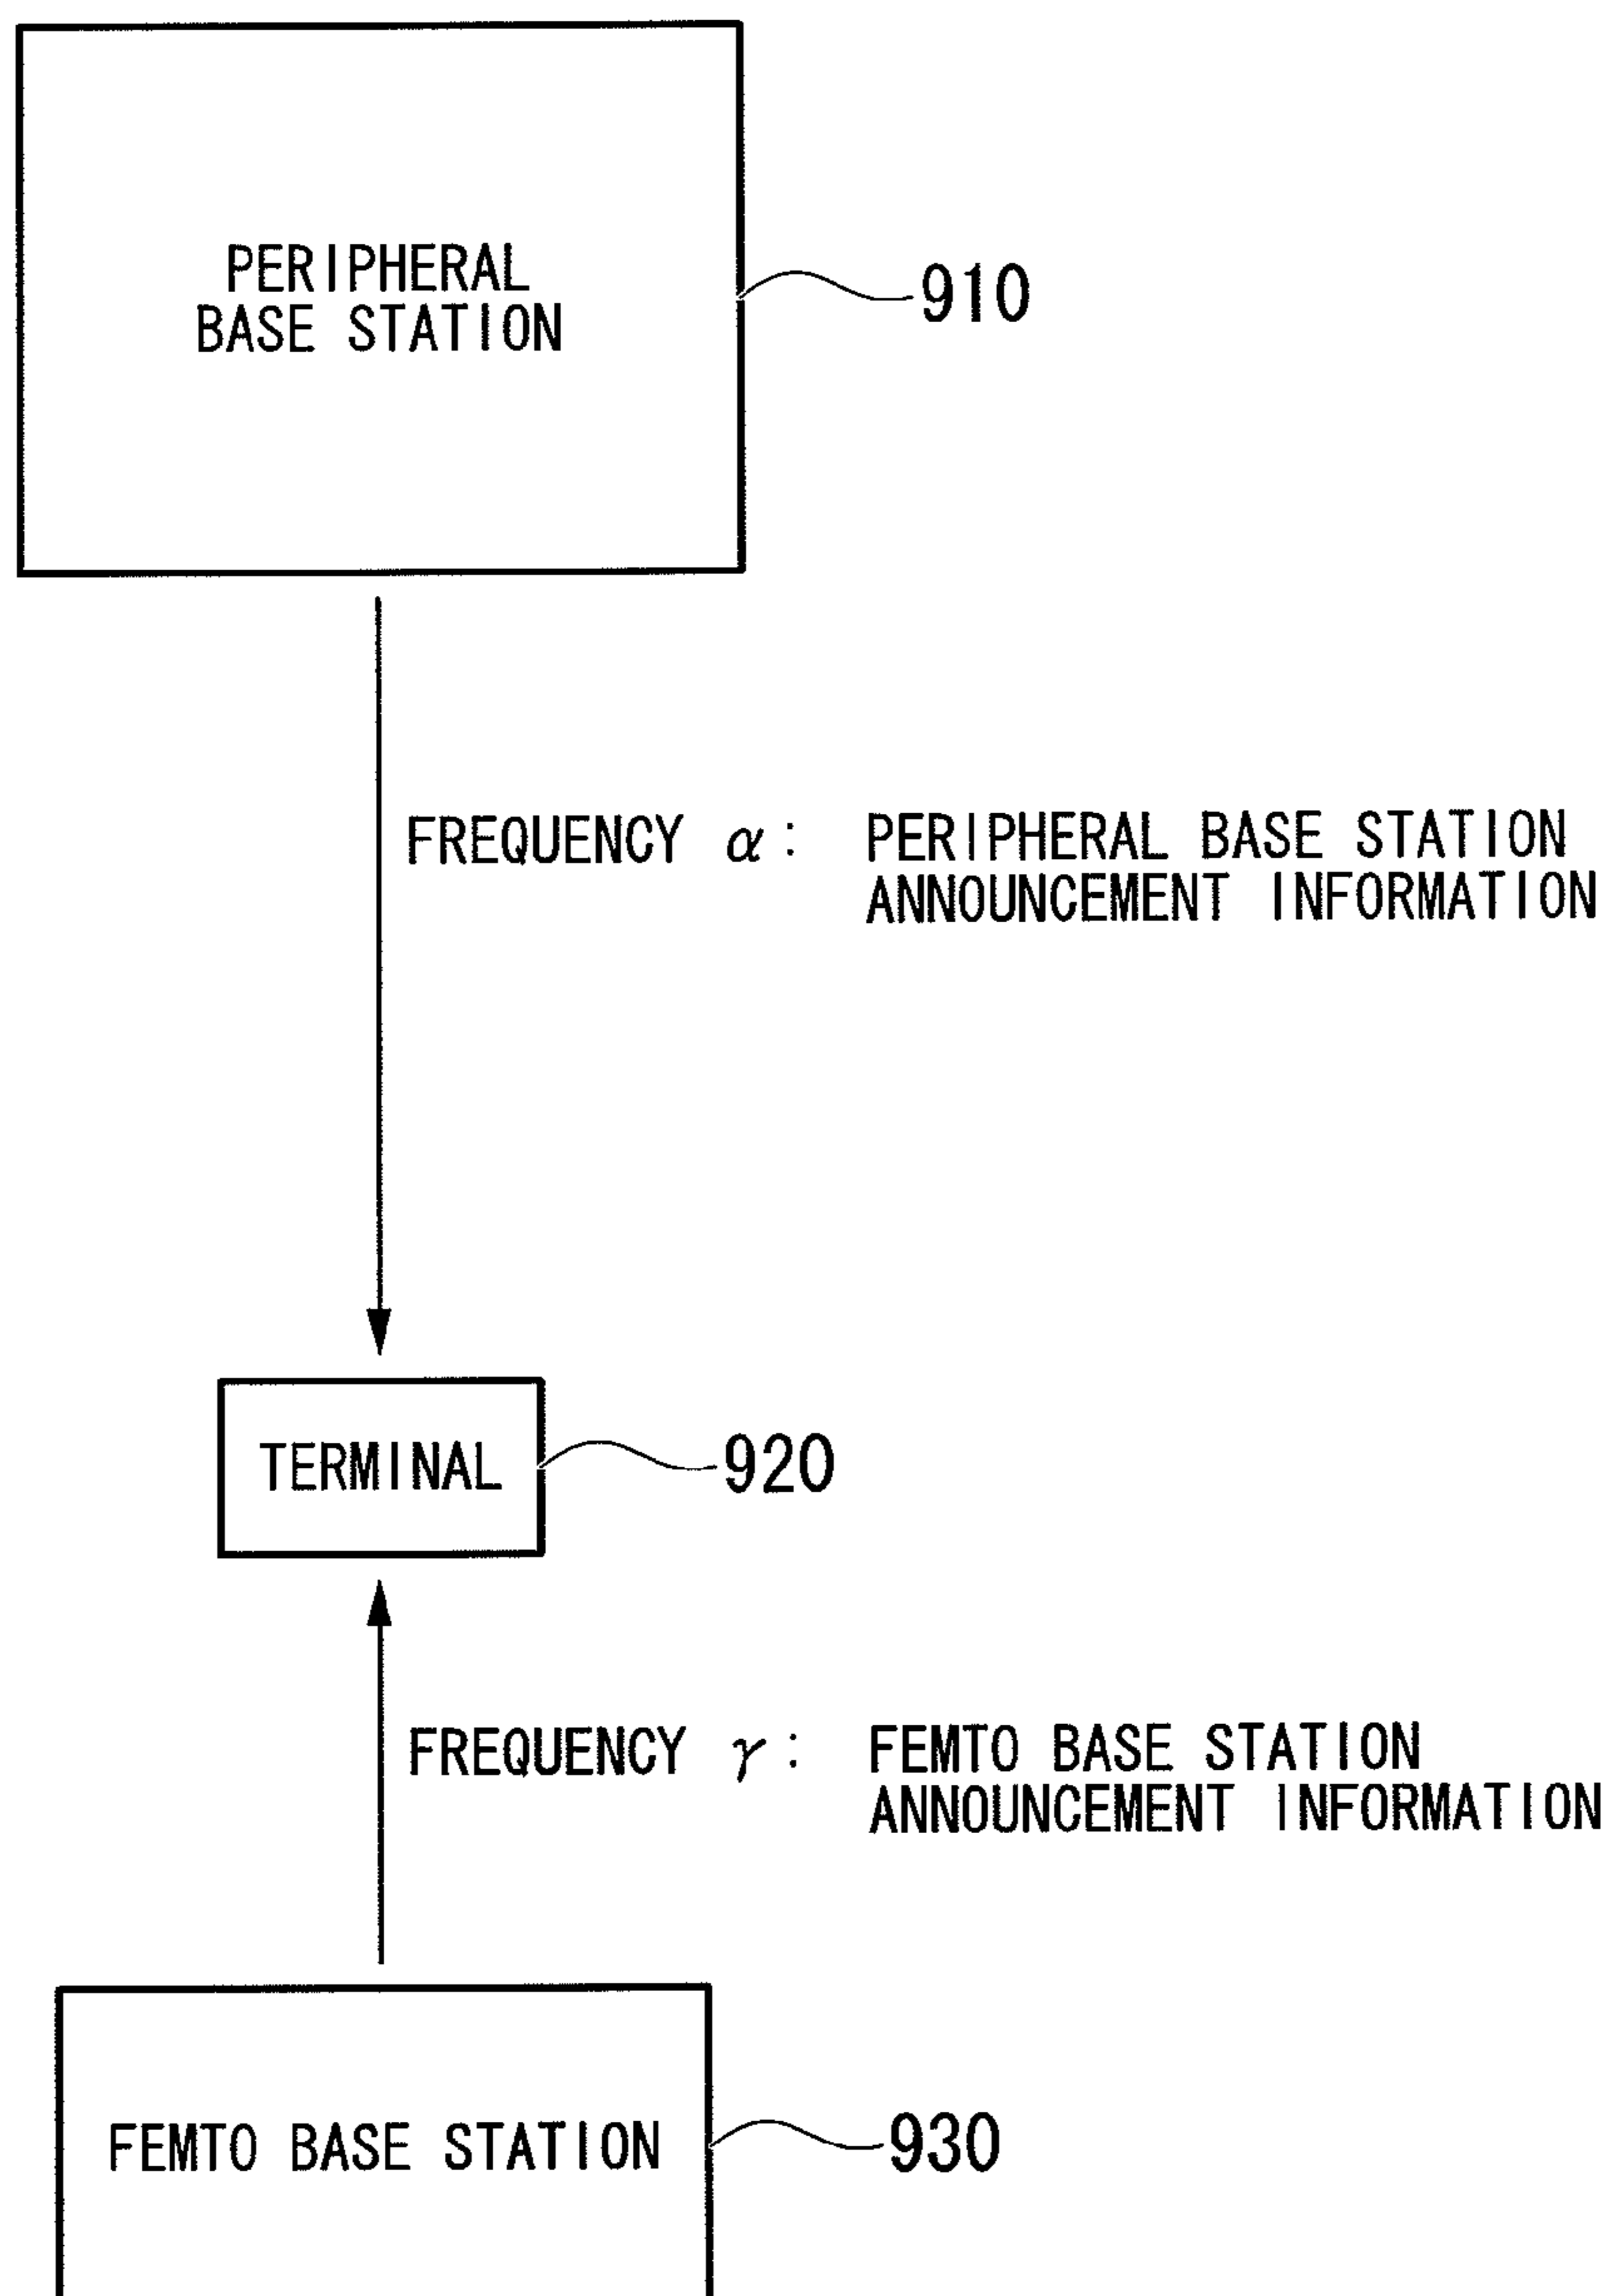 PERIPHERAL
BASE STATION
910
FREQUENCY α: PERIPHERAL BASE STATION
ANNOUNCEMENT INFORMATION
TERMINAL
920
FREQUENCY γ: FEMTO BASE STATION
ANNOUNCEMENT INFORMATION
FEMTO BASE STATION
930